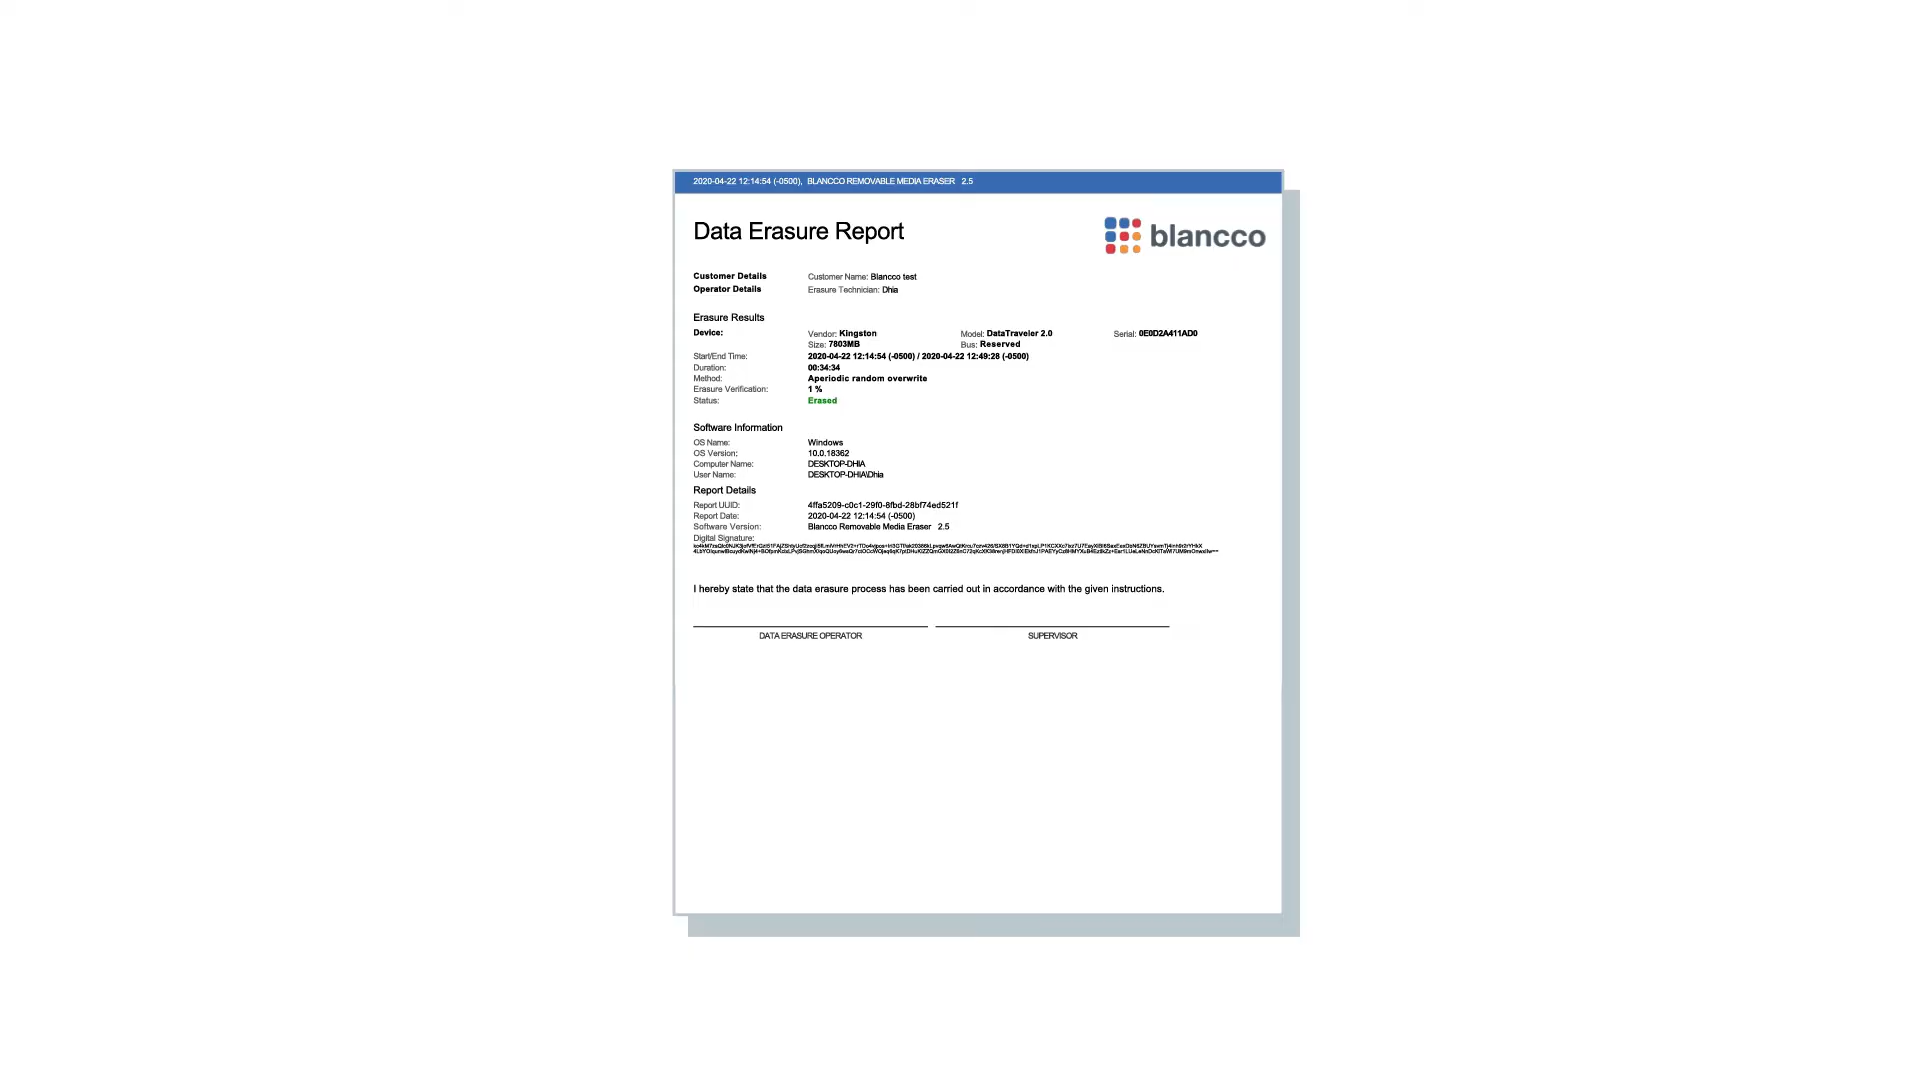 2020-04-22 12:14:54 (-0500), BLANCCO REMOVABLE MEDIA ERASER 2.5
Data Erasure Report
blancco
Customer Details Customer Name: Blancco test
Operator Details Erasure Technician: Dhia
Erasure Results
Device: Vendor: Kingston Model: DataTraveler 2.0 Serial: 0E0D2A411AD0
Size: 7803MB Bus: Reserved
Start/End Time: 2020-04-22 12:14:54 (-0500) / 2020-04-22 12:49:28 (-0500)
Duration: 00:34:34
Method: Aperiodic random overwrite
Erasure Verification: 1 %
Status: Erased
Software Information
OS Name: Windows
OS Version: 10.0.18362
Computer Name: DESKTOP-DHIA
User Name: DESKTOP-DHIA\Dhia
Report Details
Report UUID: 4ffa5209-c0c1-29f0-8fbd-28bf74ed521f
Report Date: 2020-04-22 12:14:54 (-0500)
Software Version: Blancco Removable Media Eraser 2.5
Digital Signature:
I hereby state that the data erasure process has been carried out in accordance with the given instructions.
DATA ERASURE OPERATOR SUPERVISOR